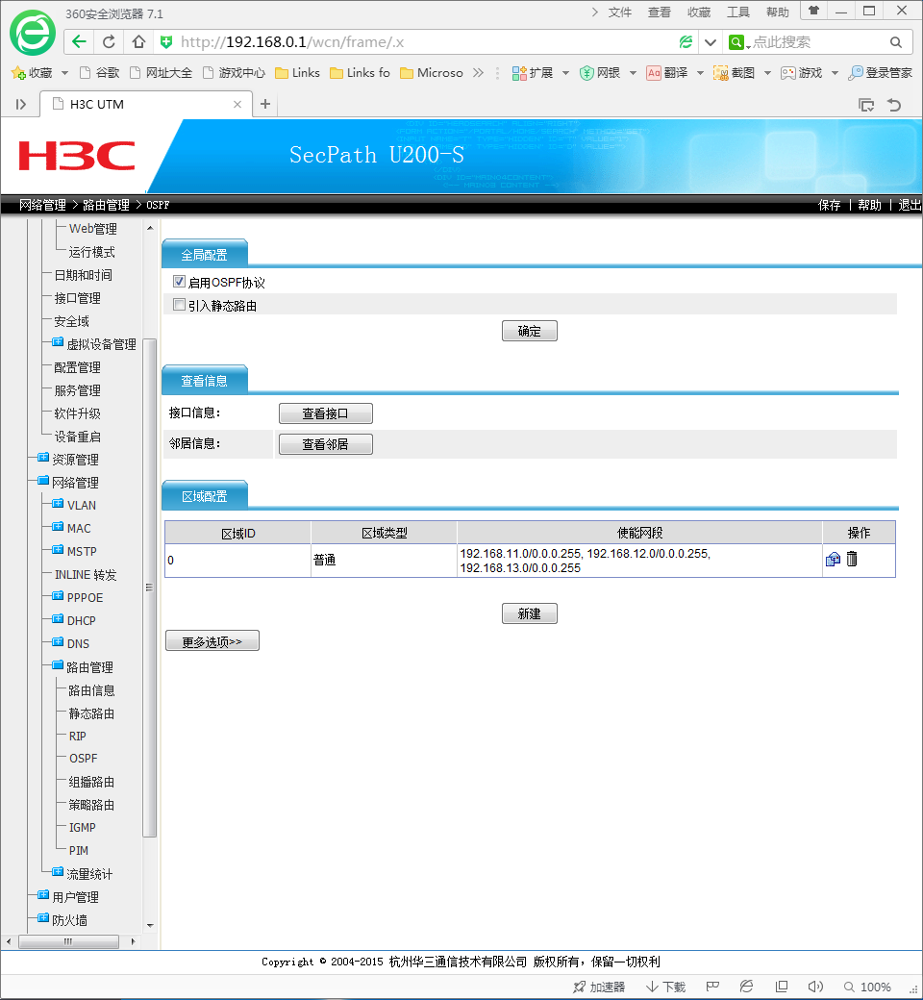 360安全浏览器 7.1
文件 查看 收藏 工具 帮助
http://192.168.0.1/wcn/frame/.x
点此搜索
收藏 谷歌 网址大全 游戏中心 Links Links fo Microso 扩展 网银 翻译 截图 游戏 登录管家
H3C UTM
H3C
SecPath U200-S
网络管理 > 路由管理 > OSPF
保存 | 帮助 | 退出
Web管理
运行模式
日期和时间
接口管理
安全域
虚拟设备管理
配置管理
服务管理
软件升级
设备重启
资源管理
网络管理
VLAN
MAC
MSTP
INLINE 转发
PPPOE
DHCP
DNS
路由管理
路由信息
静态路由
RIP
OSPF
组播路由
策略路由
IGMP
PIM
流量统计
用户管理
防火墙
全局配置
启用OSPF协议
引入静态路由
确定
查看信息
接口信息: 查看接口
邻居信息: 查看邻居
区域配置
区域ID 区域类型 使能网段 操作
0 普通 192.168.11.0/0.0.0.255, 192.168.12.0/0.0.0.255,
192.168.13.0/0.0.0.255
新建
更多选项>>
Copyright © 2004-2015 杭州华三通信技术有限公司 版权所有，保留一切权利
加速器 下载 100%